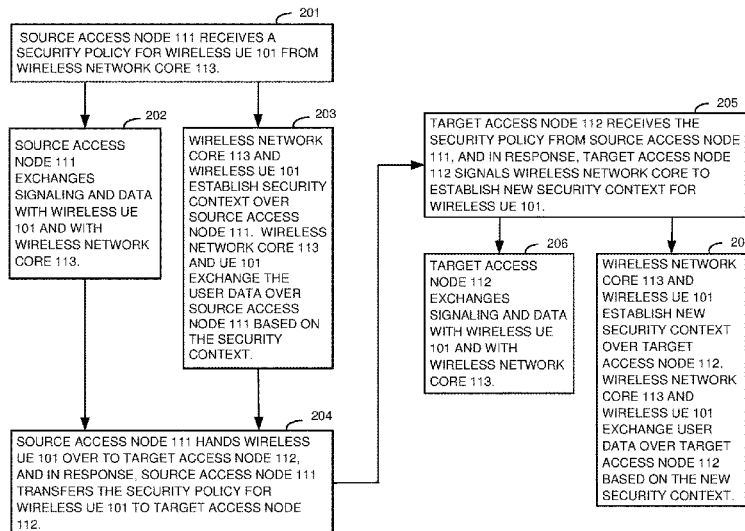 201
SOURCE ACCESS NODE 111 RECEIVES A
SECURITY POLICY FOR WIRELESS UE 101 FROM
WIRELESS NETWORK CORE 113.
202
SOURCE ACCESS
NODE 111
EXCHANGES
SIGNALING AND DATA
WITH WIRELESS UE
101 AND WITH
WIRELESS NETWORK
CORE 113.
203
WIRELESS NETWORK
CORE 113 AND
WIRELESS UE 101
ESTABLISH SECURITY
CONTEXT OVER
SOURCE ACCESS
NODE 111. WIRELESS
NETWORK CORE 113
AND UE 101
EXCHANGE THE
USER DATA OVER
SOURCE ACCESS
NODE 111 BASED ON
THE SECURITY
CONTEXT.
204
SOURCE ACCESS NODE 111 HANDS WIRELESS
UE 101 OVER TO TARGET ACCESS NODE 112,
AND IN RESPONSE, SOURCE ACCESS NODE 111
TRANSFERS THE SECURITY POLICY FOR
WIRELESS UE 101 TO TARGET ACCESS NODE
112.
205
TARGET ACCESS NODE 112 RECEIVES THE
SECURITY POLICY FROM SOURCE ACCESS NODE
111, AND IN RESPONSE, TARGET ACCESS NODE
112 SIGNALS WIRELESS NETWORK CORE TO
ESTABLISH NEW SECURITY CONTEXT FOR
WIRELESS UE 101.
206
TARGET ACCESS
NODE 112
EXCHANGES
SIGNALING AND DATA
WITH WIRELESS UE
101 AND WITH
WIRELESS NETWORK
CORE 113.
WIRELESS NETWORK
CORE 113 AND
WIRELESS UE 101
ESTABLISH NEW
SECURITY CONTEXT
OVER TARGET
ACCESS NODE 112.
WIRELESS NETWORK
CORE 113 AND
WIRELESS UE 101
EXCHANGE USER
DATA OVER TARGET
ACCESS NODE 112
BASED ON THE NEW
SECURITY CONTEXT.